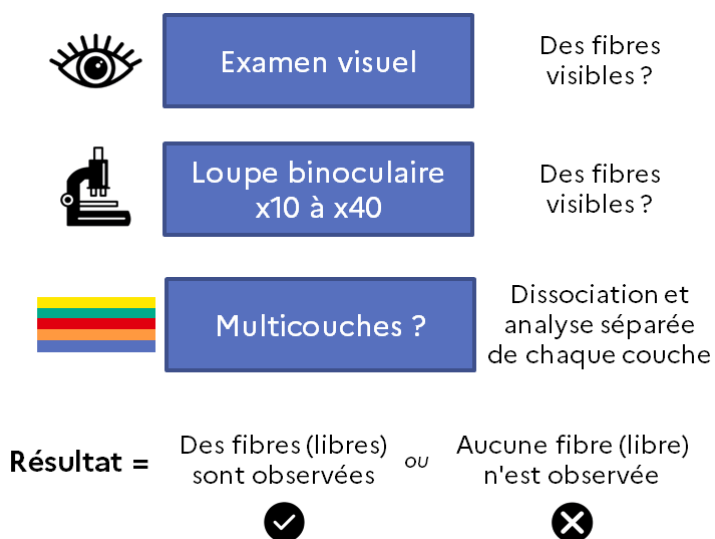 Examen visuel
Des fibres
visibles ?
Loupe binoculaire
x10 à x40
Des fibres
visibles ?
Multicouches ?
Dissociation et
analyse séparée
de chaque couche
Résultat =
Des fibres (libres)
sont observées
ou
Aucune fibre (libre)
n'est observée